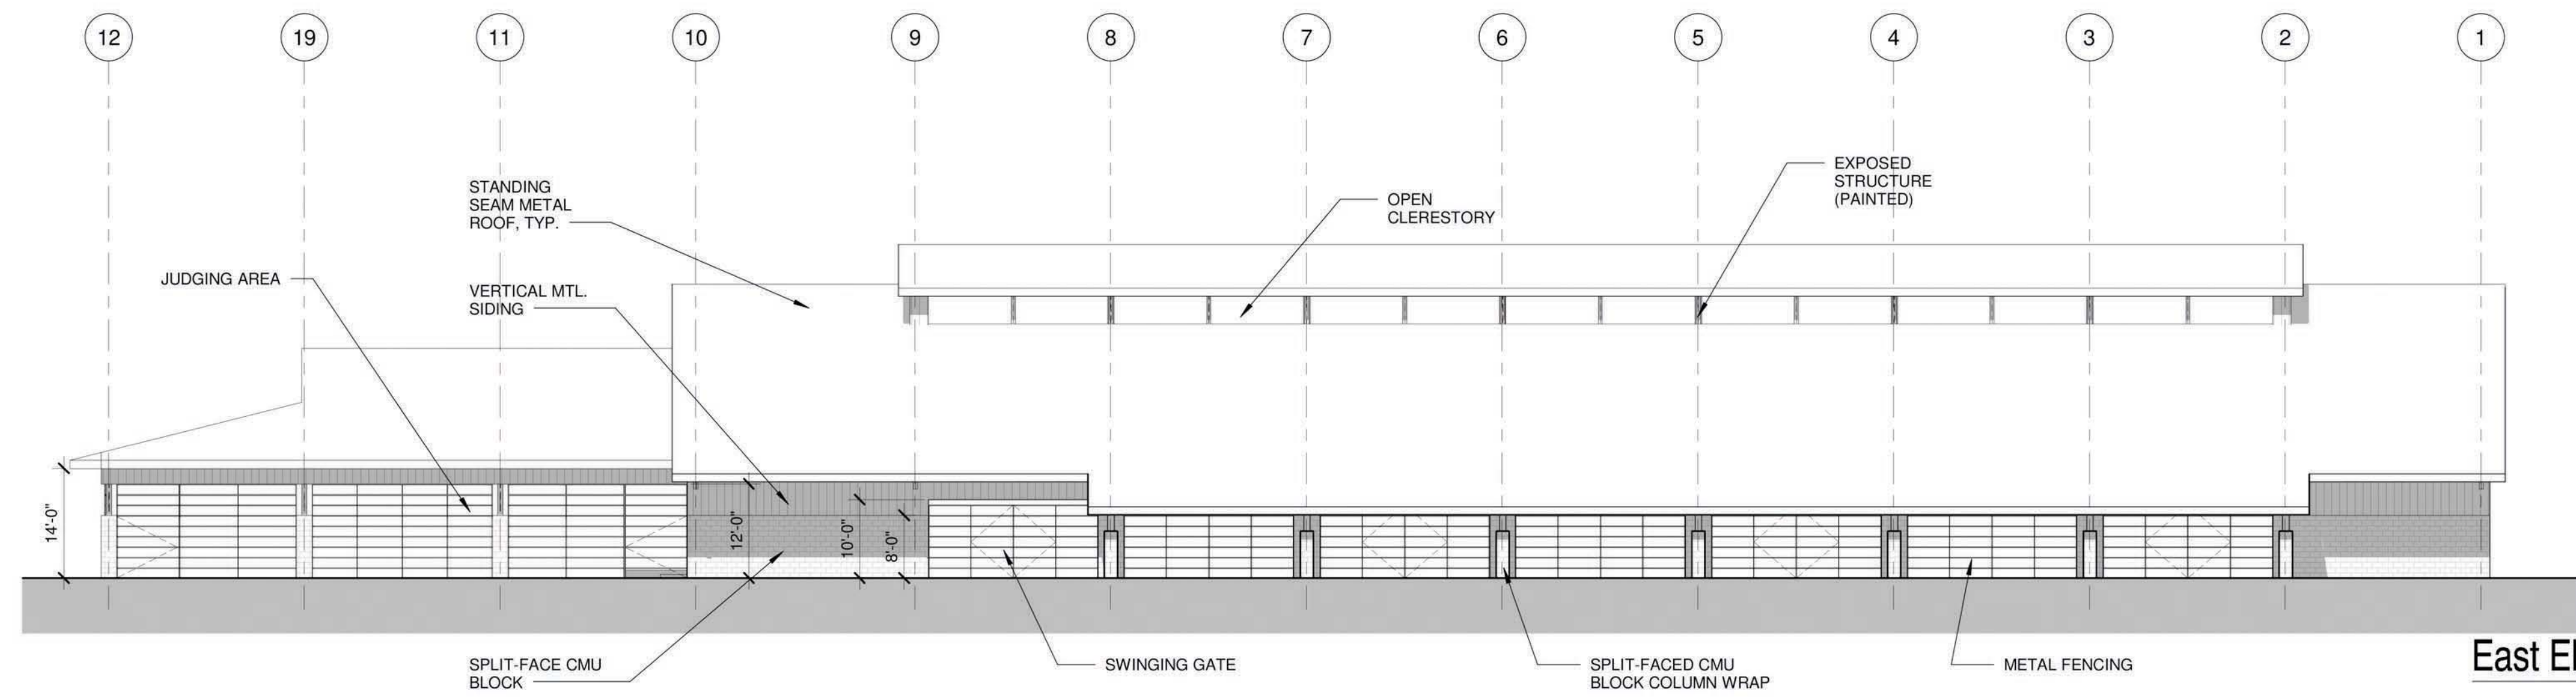 12 19 11 10 9 8 7 6 5 4 3 2 1
EXPOSED
STRUCTURE
(PAINTED)
STANDING
SEAM METAL
ROOF, TYP.
OPEN
CLERESTORY
JUDGING AREA
VERTICAL MTL.
SIDING
14'-0"
12'-0"
10'-0"
8'-0"
SPLIT-FACE CMU
BLOCK
SWINGING GATE
SPLIT-FACED CMU
BLOCK COLUMN WRAP
METAL FENCING
East